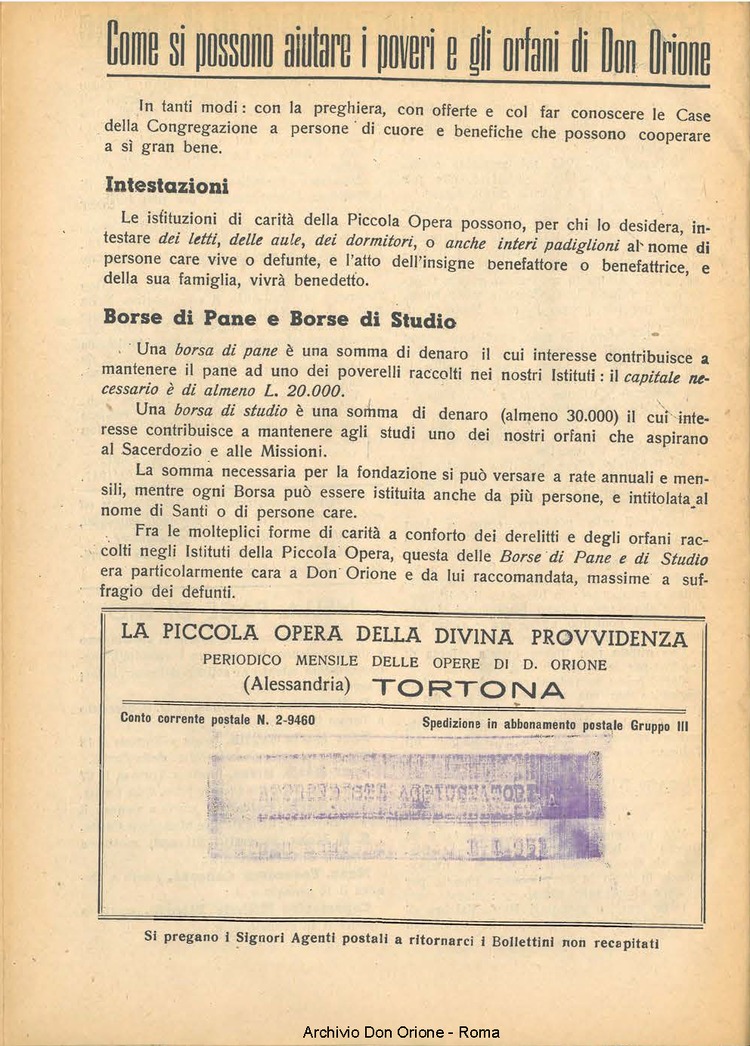 Come si possono aiutare i poveri e gli orfani di Don Orione
In tanti modi: con la preghiera, con offerte e col far conoscere le Case
della Congregazione a persone di cuore e benefiche che possono cooperare
a sì gran bene.
Intestazioni
Le istituzioni di carità della Piccola Opera possono, per chi lo desidera, in-
testare dei letti, delle aule, dei dormitori, o anche interi padiglioni al nome di
persone care vive o defunte, e l'atto dell'insigne benefattore o benefattrice, e
della sua famiglia, vivrà benedetto.
Borse di Pane e Borse di Studio
Una borsa di pane è una somma di denaro il cui interesse contribuisce a
mantenere il pane ad uno dei poverelli raccolti nei nostri Istituti: il capitale ne-
cessario è di almeno L. 20.000.
Una borsa di studio è una somma di denaro (almeno 30.000) il cui inte-
resse contribuisce a mantenere agli studi uno dei nostri orfani che aspirano
al Sacerdozio e alle Missioni.
La somma necessaria per la fondazione si può versare a rate annuali e men-
sili, mentre ogni Borsa può essere istituita anche da più persone, e intitolata al
nome di Santi o di persone care.
Fra le molteplici forme di carità a conforto dei derelitti e degli orfani rac-
colti negli Istituti della Piccola Opera, questa delle Borse di Pane e di Studio
era particolarmente cara a Don Orione e da lui raccomandata, massime a suf-
fragio dei defunti.
LA PICCOLA OPERA DELLA DIVINA PROVVIDENZA
PERIODICO MENSILE DELLE OPERE DI D. ORIONE
(Alessandria) TORTONA
Conto corrente postale N. 2-9460 Spedizione in abbonamento postale Gruppo III
Si pregano i Signori Agenti postali a ritornarci i Bollettini non recapitati
Archivio Don Orione - Roma